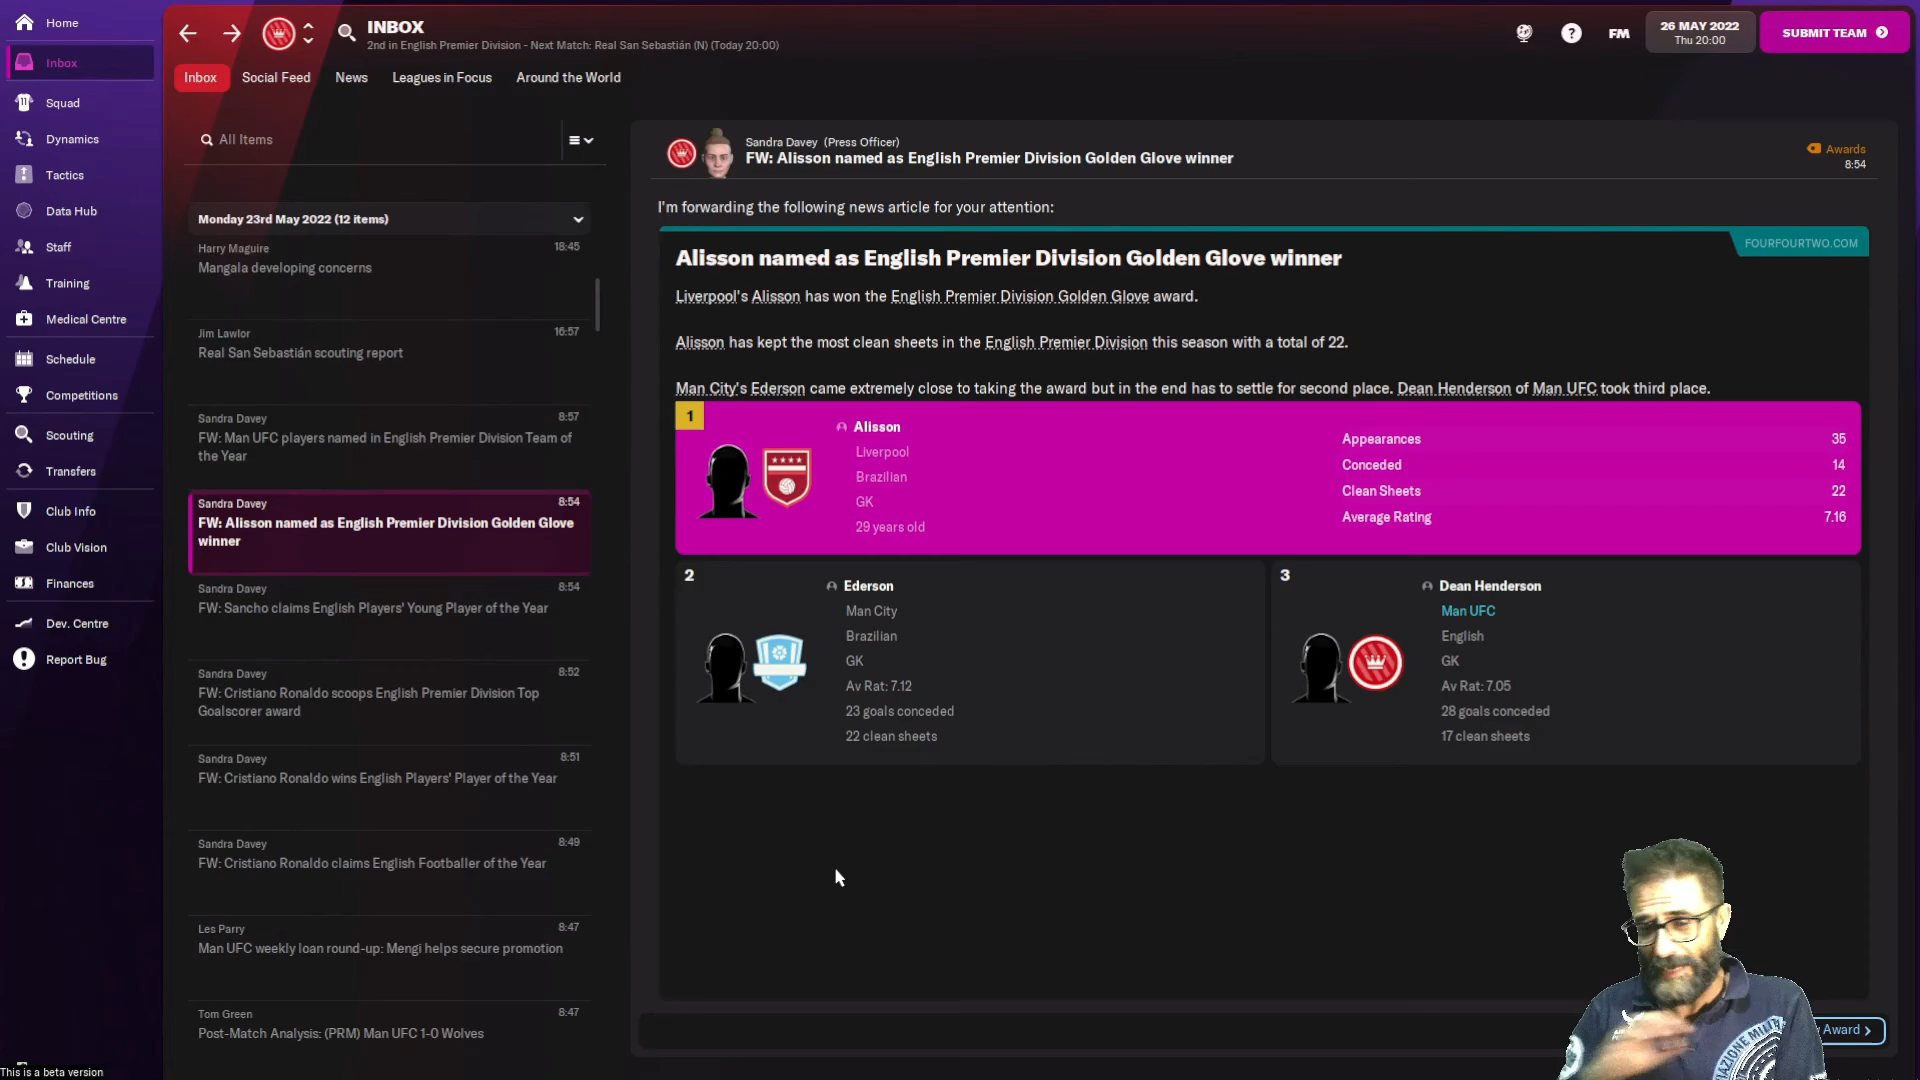 Home
Inbox
Squad
Dynamics
Tactics
Data Hub
Staff
Training
Medical Centre
Schedule
Competitions
Scouting
Transfers
Club Info
Club Vision
Finances
Dev. Centre
Report Bug
This is a beta version
INBOX
2nd in English Premier Division - Next Match: Real San Sebastián (N) (Today 20:00)
?
FM
26 MAY 2022
Thu 20:00
SUBMIT TEAM
Inbox Social Feed News Leagues in Focus Around the World
All Items
Monday 23rd May 2022 (12 items)
Harry Maguire 18:45
Mangala developing concerns
Jim Lawlor 16:57
Real San Sebastián scouting report
Sandra Davey 8:57
FW: Man UFC players named in English Premier Division Team of
the Year
Sandra Davey 8:54
FW: Alisson named as English Premier Division Golden Glove
winner
Sandra Davey 8:54
FW: Sancho claims English Players' Young Player of the Year
Sandra Davey 8:52
FW: Cristiano Ronaldo scoops English Premier Division Top
Goalscorer award
Sandra Davey 8:51
FW: Cristiano Ronaldo wins English Players' Player of the Year
Sandra Davey 8:49
FW: Cristiano Ronaldo claims English Footballer of the Year
Les Parry 8:47
Man UFC weekly loan round-up: Mengi helps secure promotion
Tom Green 8:47
Post-Match Analysis: (PRM) Man UFC 1-0 Wolves
Sandra Davey (Press Officer)
FW: Alisson named as English Premier Division Golden Glove winner
Awards
8:54
I'm forwarding the following news article for your attention:
FOURFOURTWO.COM
Alisson named as English Premier Division Golden Glove winner
Liverpool's Alisson has won the English Premier Division Golden Glove award.
Alisson has kept the most clean sheets in the English Premier Division this season with a total of 22.
Man City's Ederson came extremely close to taking the award but in the end has to settle for second place. Dean Henderson of Man UFC took third place.
1
Alisson
Liverpool
Brazilian
GK
29 years old
Appearances 35
Conceded 14
Clean Sheets 22
Average Rating 7.16
2
Ederson
Man City
Brazilian
GK
Av Rat: 7.12
23 goals conceded
22 clean sheets
3
Dean Henderson
Man UFC
English
GK
Av Rat: 7.05
28 goals conceded
17 clean sheets
Award